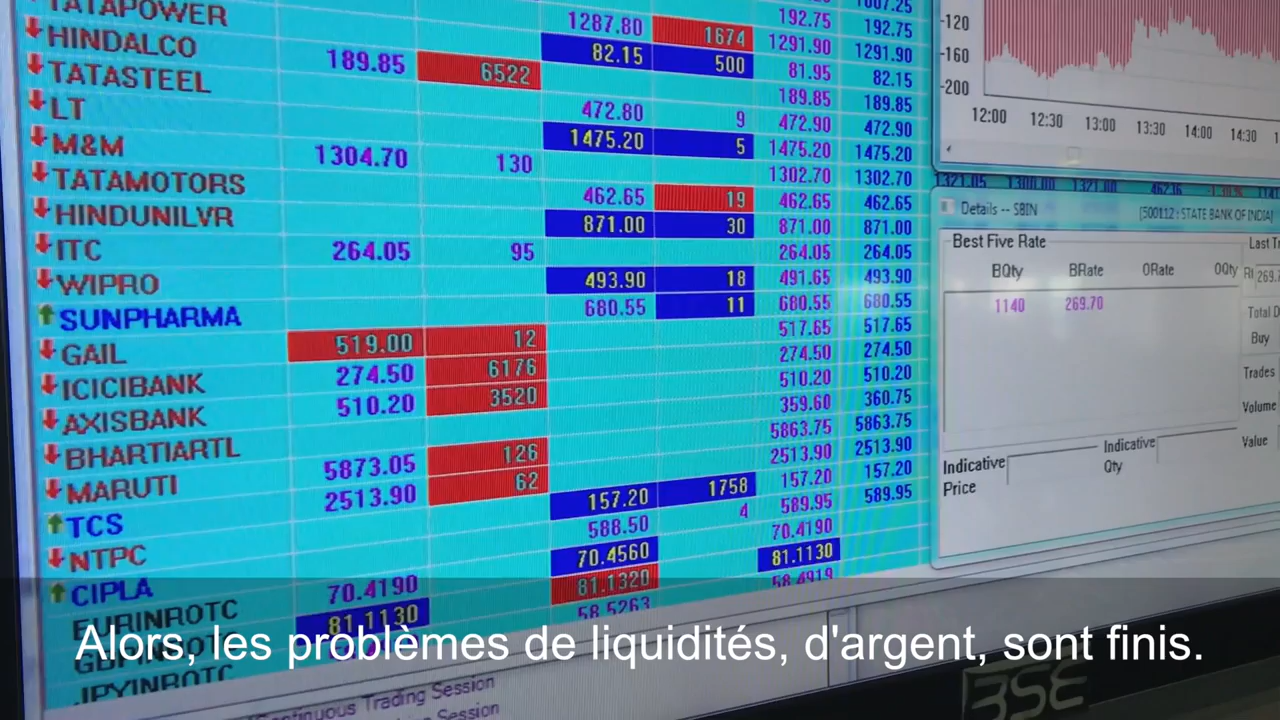 TATAPOWER 1287.80 1674 192.75 192.75
HINDALCO 189.85 6522 82.15 500 1291.90 1291.90
TATASTEEL 81.95 82.15
LT 472.80 9 189.85 189.85
M&M 1304.70 130 1475.20 5 472.90 472.90
1475.20 1475.20
TATAMOTORS 462.65 19 1302.70 1302.70
HINDUNILVR 871.00 30 462.65 462.65
ITC 264.05 95 871.00 871.00
WIPRO 493.90 18 264.05 264.05
SUNPHARMA 680.55 11 491.65 493.90
GAIL 519.00 12 680.55 680.55
ICICIBANK 274.50 6176 517.65 517.65
AXISBANK 510.20 3520 274.50 274.50
BHARTIARTL 126 510.20 510.20
MARUTI 5873.05 62 359.60 360.75
TCS 2513.90 157.20 1758 5863.75 5863.75
NTPC 588.50 4 2513.90 2513.90
CIPLA 70.4190 70.4560 157.20 157.20
EURINROTC 81.1130 81.1320 589.95 589.95
58.5263 70.4190
JPYINROTC 81.1130
58.4919
-120
-160
-200
12:00 12:30 13:00 13:30 14:00 14:30
Details -- SBIN [500112 : STATE BANK OF INDIA]
Best Five Rate
BQty BRate ORate OQty
1140 269.70
Buy
Trades
Volume
Value
Indicative Price
Indicative Qty
Continuous Trading Session
Session
BSE
Alors, les problèmes de liquidités, d'argent, sont finis.